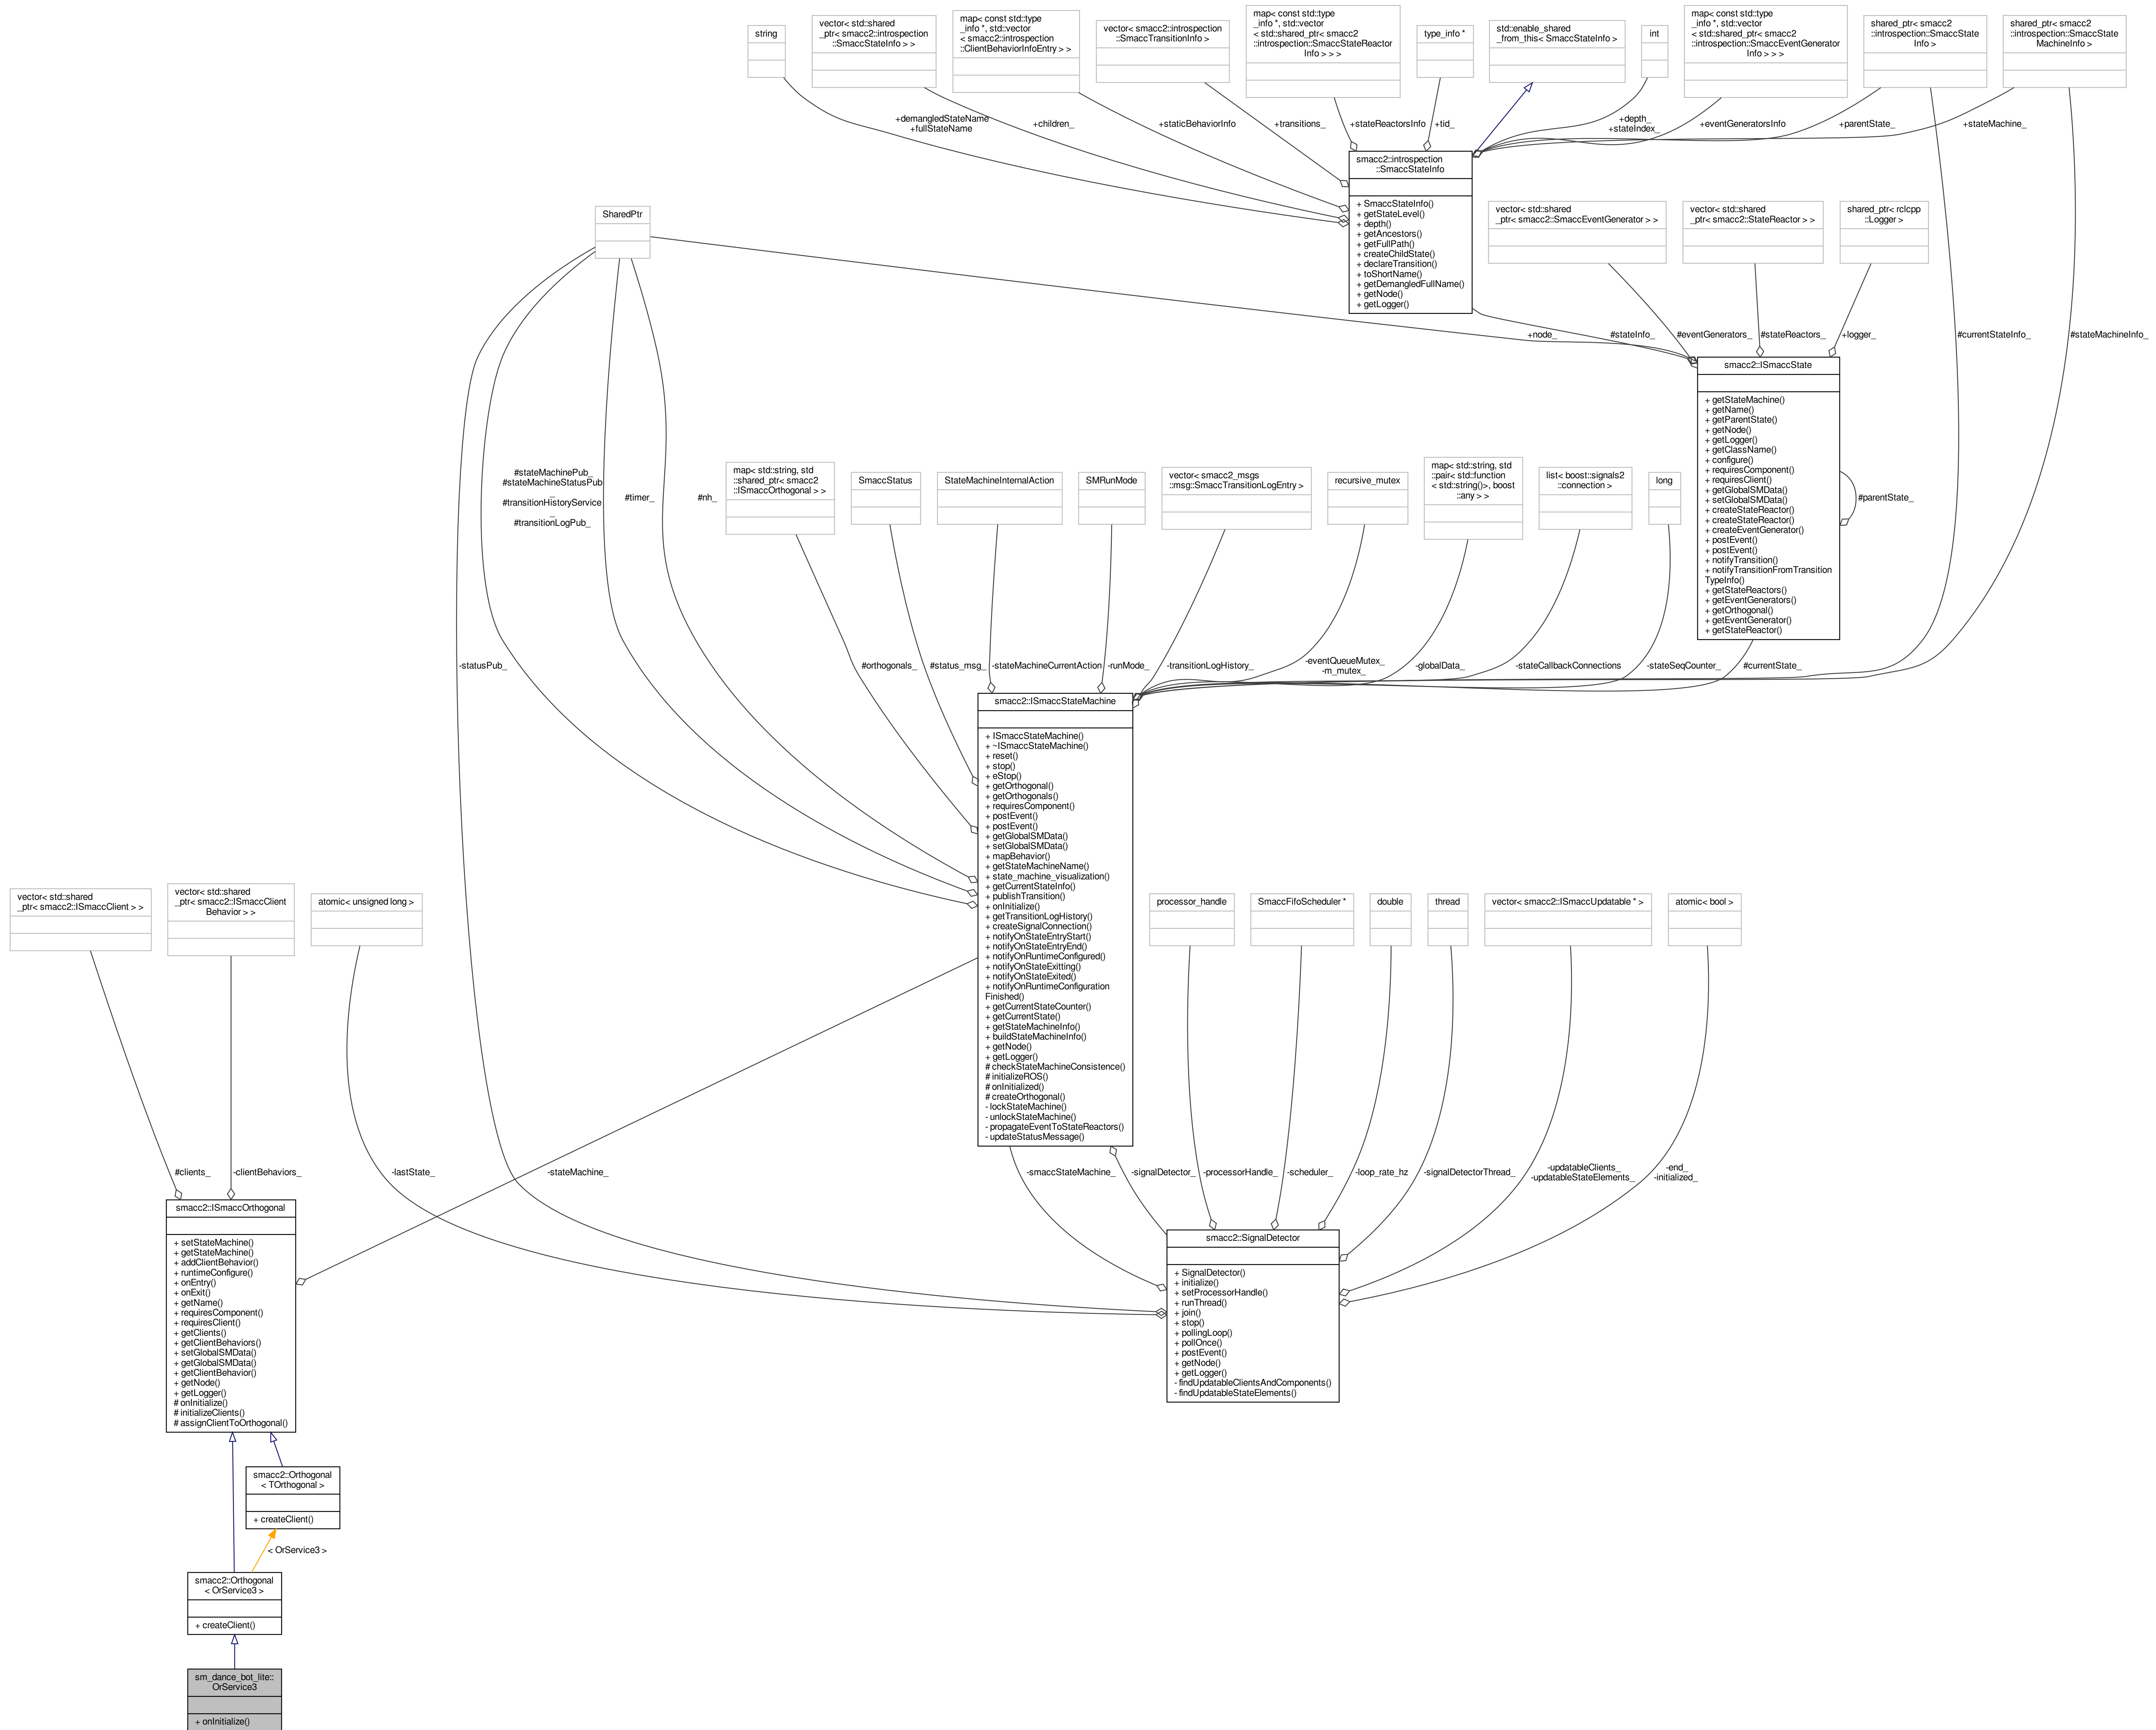 string
vector< std::shared
_ptr< smacc2::introspection
::SmaccStateInfo > >
map< const std::type
_info *, std::vector
< smacc2::introspection
::ClientBehaviorInfoEntry > >
vector< smacc2::introspection
::SmaccTransitionInfo >
map< const std::type
_info *, std::vector
< std::shared_ptr< smacc2
::introspection::SmaccStateReactor
Info > > >
type_info *
std::enable_shared
_from_this< SmaccStateInfo >
int
map< const std::type
_info *, std::vector
< std::shared_ptr< smacc2
::introspection::SmaccEventGenerator
Info > > >
shared_ptr< smacc2
::introspection::SmaccState
Info >
shared_ptr< smacc2
::introspection::SmaccState
MachineInfo >
+demangledStateName
+fullStateName
+children_
+staticBehaviorInfo
+transitions_
+stateReactorsInfo
+tid_
+depth_
+stateIndex_
+eventGeneratorsInfo
+parentState_
+stateMachine_
smacc2::introspection
::SmaccStateInfo
+ SmaccStateInfo()
+ getStateLevel()
+ depth()
+ getAncestors()
+ getFullPath()
+ createChildState()
+ declareTransition()
+ toShortName()
+ getDemangledFullName()
+ getNode()
+ getLogger()
SharedPtr
vector< std::shared
_ptr< smacc2::SmaccEventGenerator > >
vector< std::shared
_ptr< smacc2::StateReactor > >
shared_ptr< rclcpp
::Logger >
+node_
#stateInfo_
#eventGenerators_
#stateReactors_
+logger_
#currentStateInfo_
#stateMachineInfo_
smacc2::ISmaccState
+ getStateMachine()
+ getName()
+ getParentState()
+ getNode()
+ getLogger()
+ getClassName()
+ configure()
+ requiresComponent()
+ requiresClient()
+ getGlobalSMData()
+ setGlobalSMData()
+ createStateReactor()
+ createStateReactor()
+ createEventGenerator()
+ postEvent()
+ postEvent()
+ notifyTransition()
+ notifyTransitionFromTransition
TypeInfo()
+ getStateReactors()
+ getEventGenerators()
+ getOrthogonal()
+ getEventGenerator()
+ getStateReactor()
#parentState_
#stateMachinePub_
#stateMachineStatusPub
_
#transitionHistoryService
_
#transitionLogPub_
#timer_
#nh_
map< std::string, std
::shared_ptr< smacc2
::ISmaccOrthogonal > >
SmaccStatus
StateMachineInternalAction
SMRunMode
vector< smacc2_msgs
::msg::SmaccTransitionLogEntry >
recursive_mutex
map< std::string, std
::pair< std::function
< std::string()>, boost
::any > >
list< boost::signals2
::connection >
long
-statusPub_
#orthogonals_
#status_msg_
-stateMachineCurrentAction
-runMode_
-transitionLogHistory_
-eventQueueMutex_
-m_mutex_
-globalData_
-stateCallbackConnections
-stateSeqCounter_
#currentState_
smacc2::ISmaccStateMachine
+ ISmaccStateMachine()
+ ~ISmaccStateMachine()
+ reset()
+ stop()
+ eStop()
+ getOrthogonal()
+ getOrthogonals()
+ requiresComponent()
+ postEvent()
+ postEvent()
+ getGlobalSMData()
+ setGlobalSMData()
+ mapBehavior()
+ getStateMachineName()
+ state_machine_visualization()
+ getCurrentStateInfo()
+ publishTransition()
+ onInitialize()
+ getTransitionLogHistory()
+ createSignalConnection()
+ notifyOnStateEntryStart()
+ notifyOnStateEntryEnd()
+ notifyOnRuntimeConfigured()
+ notifyOnStateExitting()
+ notifyOnStateExited()
+ notifyOnRuntimeConfiguration
Finished()
+ getCurrentStateCounter()
+ getCurrentState()
+ getStateMachineInfo()
+ buildStateMachineInfo()
+ getNode()
+ getLogger()
# checkStateMachineConsistence()
# initializeROS()
# onInitialized()
# createOrthogonal()
- lockStateMachine()
- unlockStateMachine()
- propagateEventToStateReactors()
- updateStatusMessage()
vector< std::shared
_ptr< smacc2::ISmaccClient > >
vector< std::shared
_ptr< smacc2::ISmaccClient
Behavior > >
atomic< unsigned long >
processor_handle
SmaccFifoScheduler *
double
thread
vector< smacc2::ISmaccUpdatable * >
atomic< bool >
#clients_
-clientBehaviors_
-lastState_
-stateMachine_
-smaccStateMachine_
-signalDetector_
-processorHandle_
-scheduler_
-loop_rate_hz
-signalDetectorThread_
-updatableClients_
-updatableStateElements_
-end_
-initialized_
smacc2::ISmaccOrthogonal
+ setStateMachine()
+ getStateMachine()
+ addClientBehavior()
+ runtimeConfigure()
+ onEntry()
+ onExit()
+ getName()
+ requiresComponent()
+ requiresClient()
+ getClients()
+ getClientBehaviors()
+ setGlobalSMData()
+ getGlobalSMData()
+ getClientBehavior()
+ getNode()
+ getLogger()
# onInitialize()
# initializeClients()
# assignClientToOrthogonal()
smacc2::SignalDetector
+ SignalDetector()
+ initialize()
+ setProcessorHandle()
+ runThread()
+ join()
+ stop()
+ pollingLoop()
+ pollOnce()
+ postEvent()
+ getNode()
+ getLogger()
- findUpdatableClientsAndComponents()
- findUpdatableStateElements()
smacc2::Orthogonal
< TOrthogonal >
+ createClient()
< OrService3 >
smacc2::Orthogonal
< OrService3 >
+ createClient()
sm_dance_bot_lite::
OrService3
+ onInitialize()